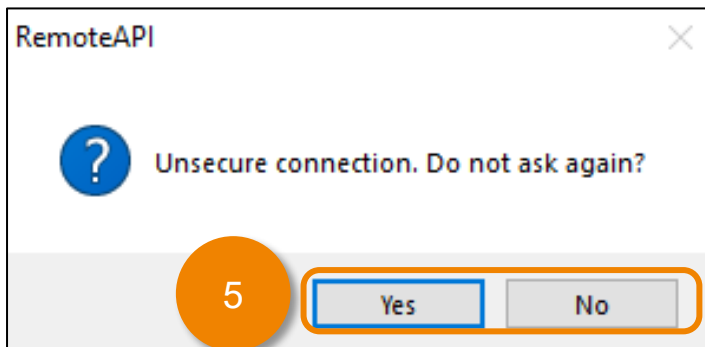 RemoteAPI
Unsecure connection. Do not ask again?
5
Yes No